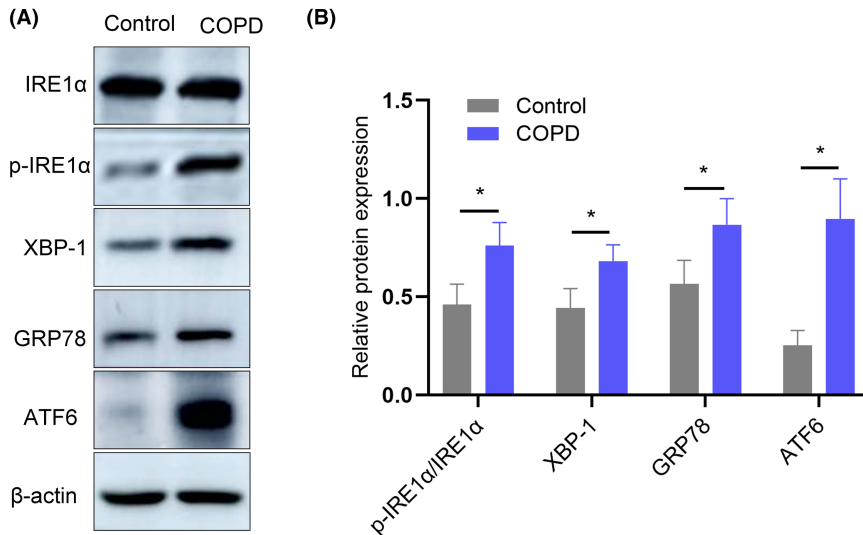 (A)
Control COPD
IRE1α
p-IRE1α
XBP-1
GRP78
ATF6
β-actin
(B)
Control
COPD
Relative protein expression
1.5
1.0
0.5
0.0
*
*
*
*
p-IRE1α/IRE1α
XBP-1
GRP78
ATF6